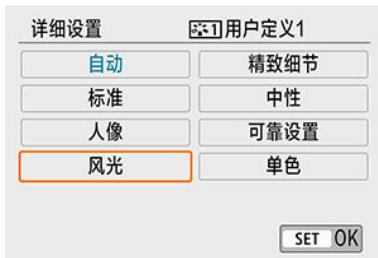 详细设置 用户定义1
自动 精致细节
标准 中性
人像 可靠设置
风光 单色
SET OK